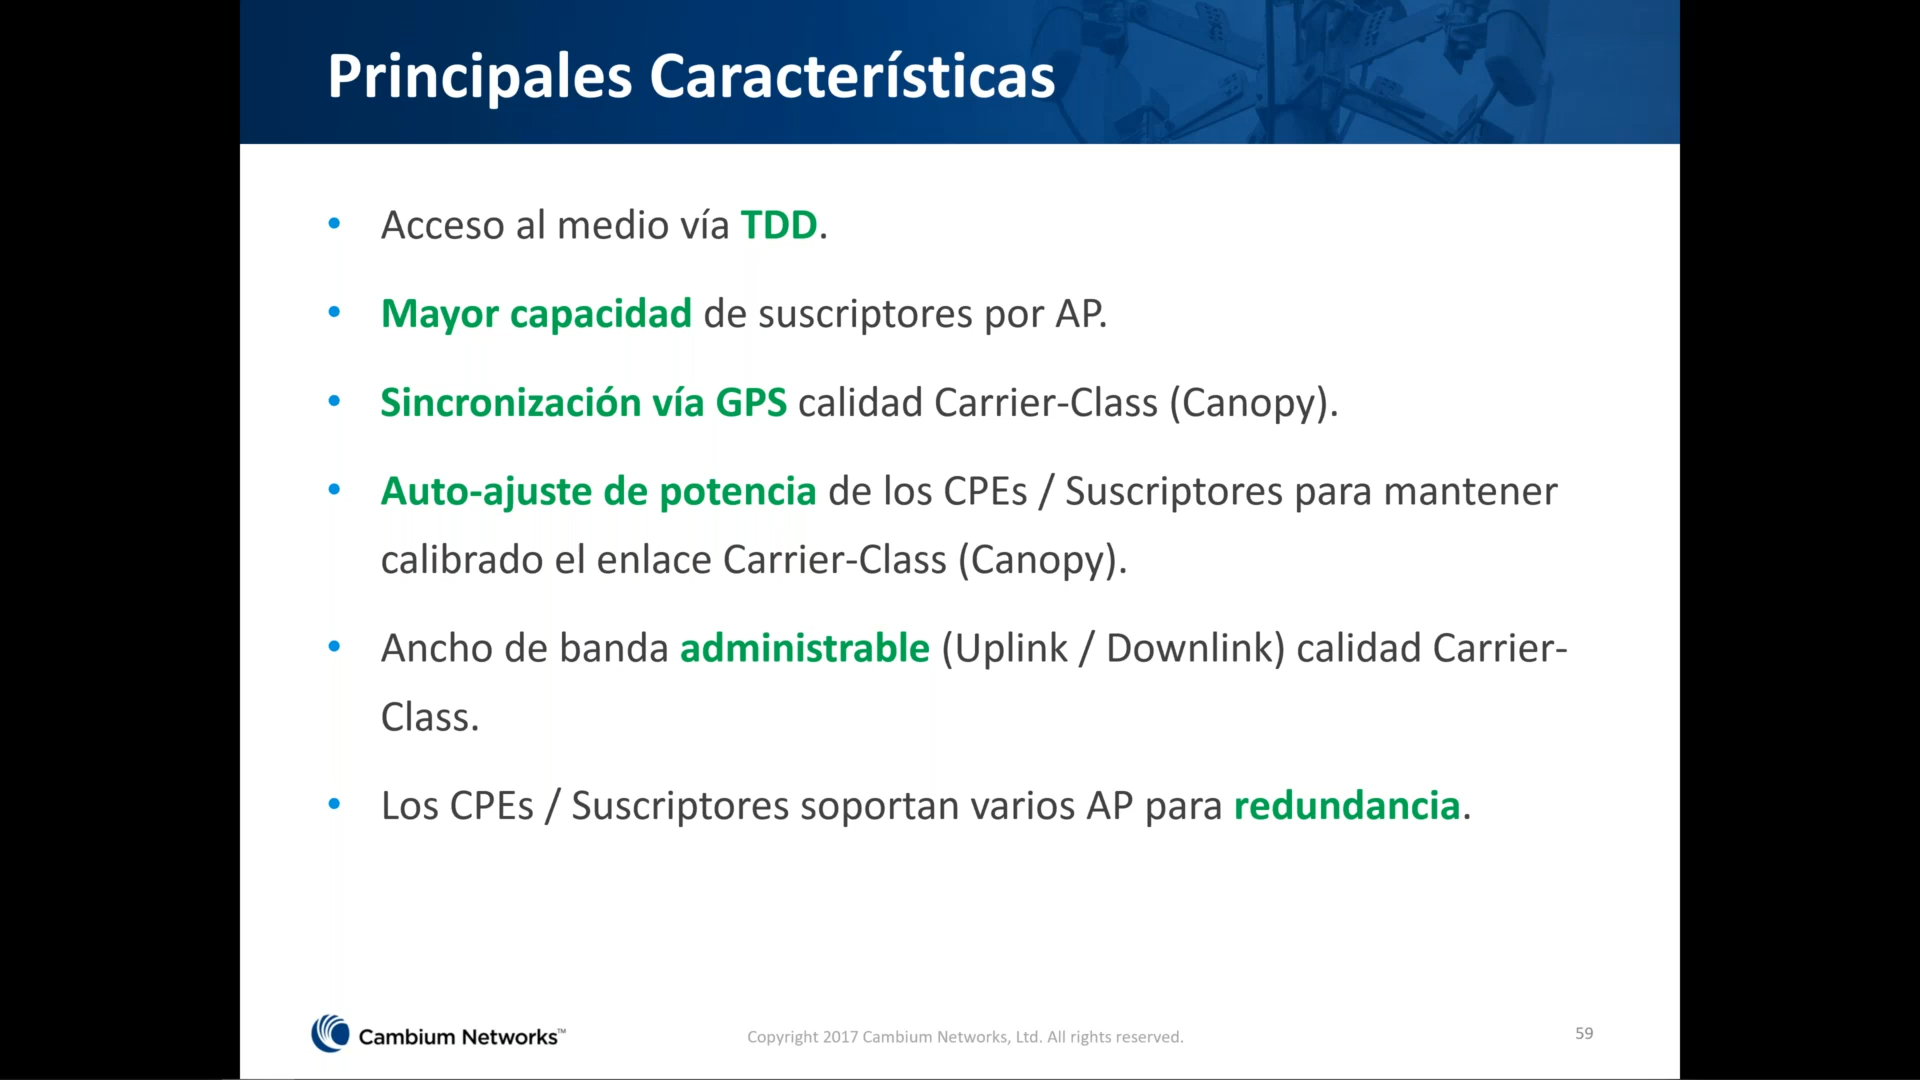 Principales Características
• Acceso al medio vía TDD.
• Mayor capacidad de suscriptores por AP.
• Sincronización vía GPS calidad Carrier-Class (Canopy).
• Auto-ajuste de potencia de los CPEs / Suscriptores para mantener
calibrado el enlace Carrier-Class (Canopy).
• Ancho de banda administrable (Uplink / Downlink) calidad Carrier-
Class.
• Los CPEs / Suscriptores soportan varios AP para redundancia.
Cambium Networks™
Copyright 2017 Cambium Networks, Ltd. All rights reserved.
59